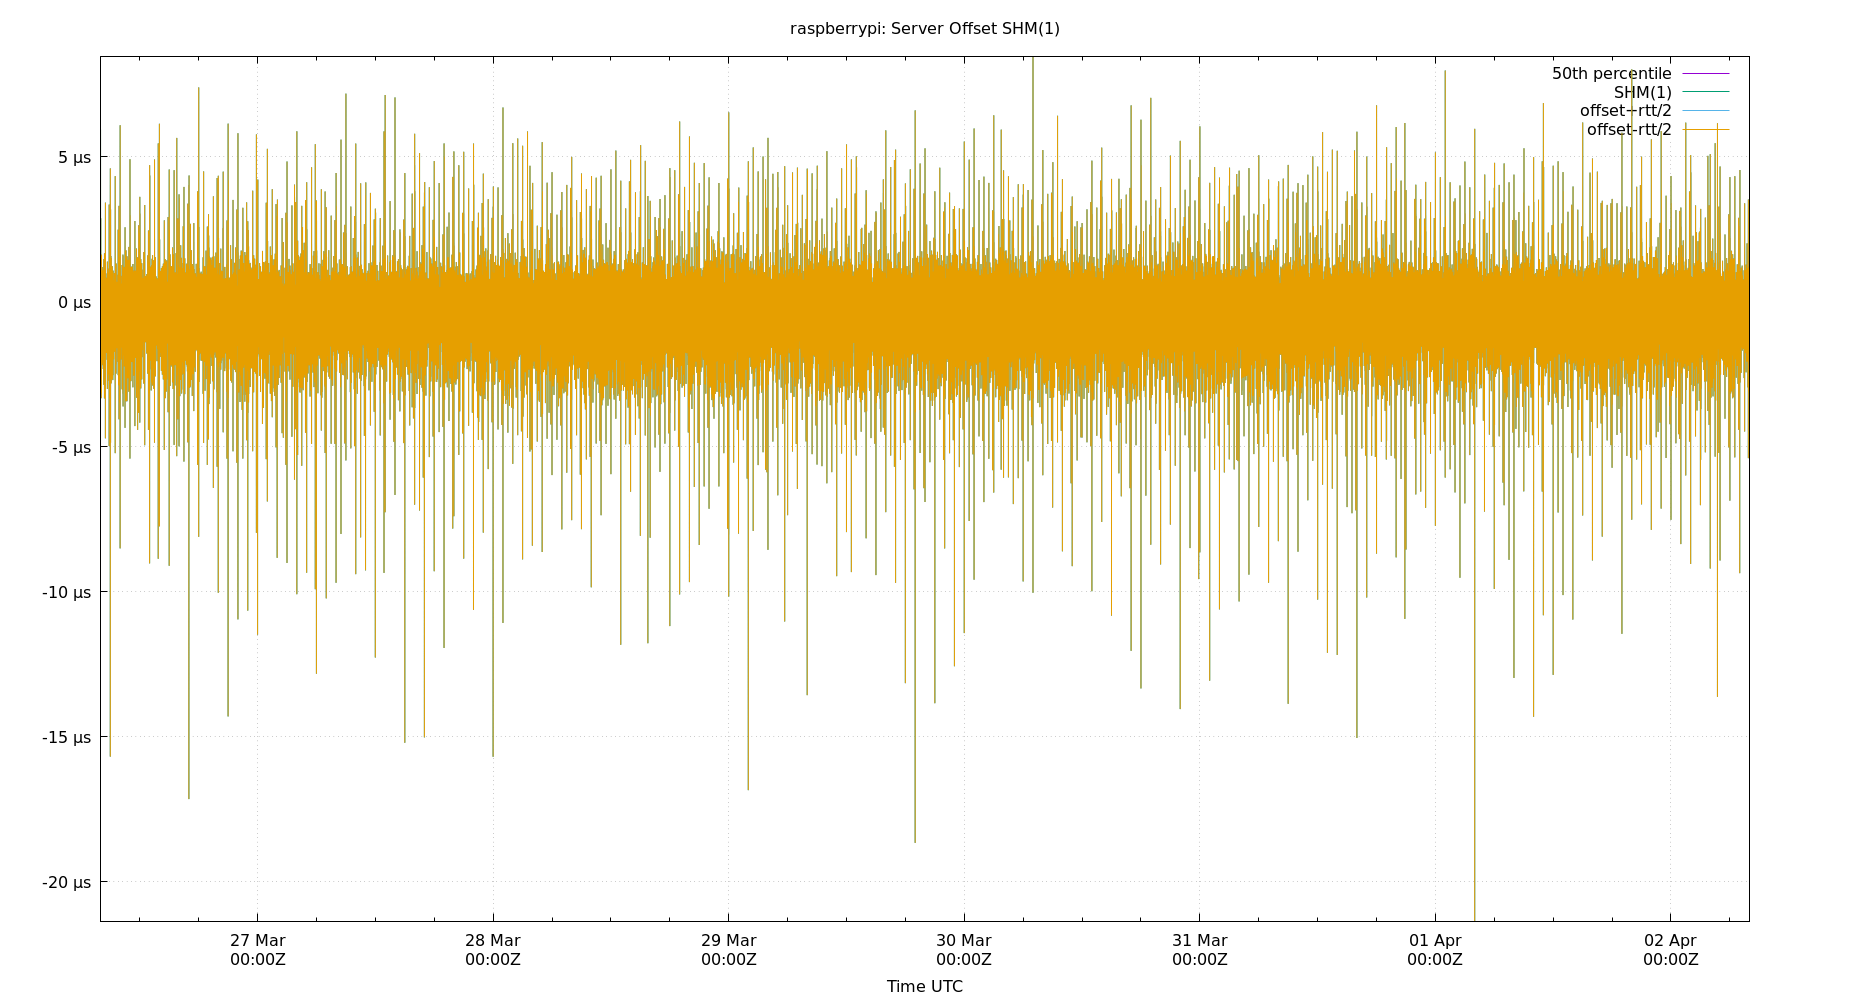 raspberrypi: Server Offset SHM(1)
50th percentile
SHM(1)
offset+rtt/2
offset-rtt/2
5 µs
0 µs
-5 µs
-10 µs
-15 µs
-20 µs
27 Mar 28 Mar 29 Mar 30 Mar 31 Mar 01 Apr 02 Apr
00:00Z 00:00Z 00:00Z 00:00Z 00:00Z 00:00Z 00:00Z
Time UTC